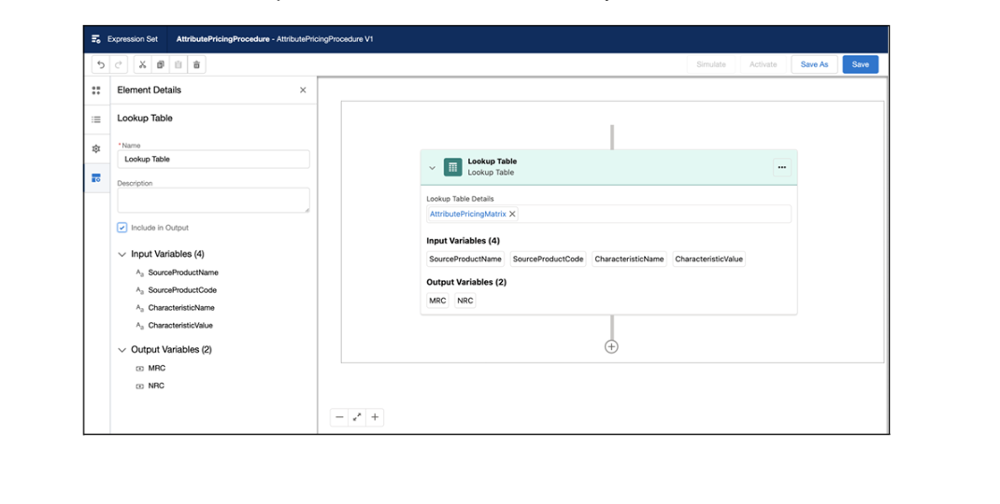 Expression Set AttributePricingProcedure - AttributePricingProcedure V1
Simulate Activate Save As Save
Element Details
Lookup Table
*Name
Lookup Table
Description
Include in Output
Input Variables (4)
SourceProductName
SourceProductCode
CharacteristicName
CharacteristicValue
Output Variables (2)
MRC
NRC
Lookup Table
Lookup Table
Lookup Table Details
AttributePricingMatrix
Input Variables (4)
SourceProductName SourceProductCode CharacteristicName CharacteristicValue
Output Variables (2)
MRC NRC